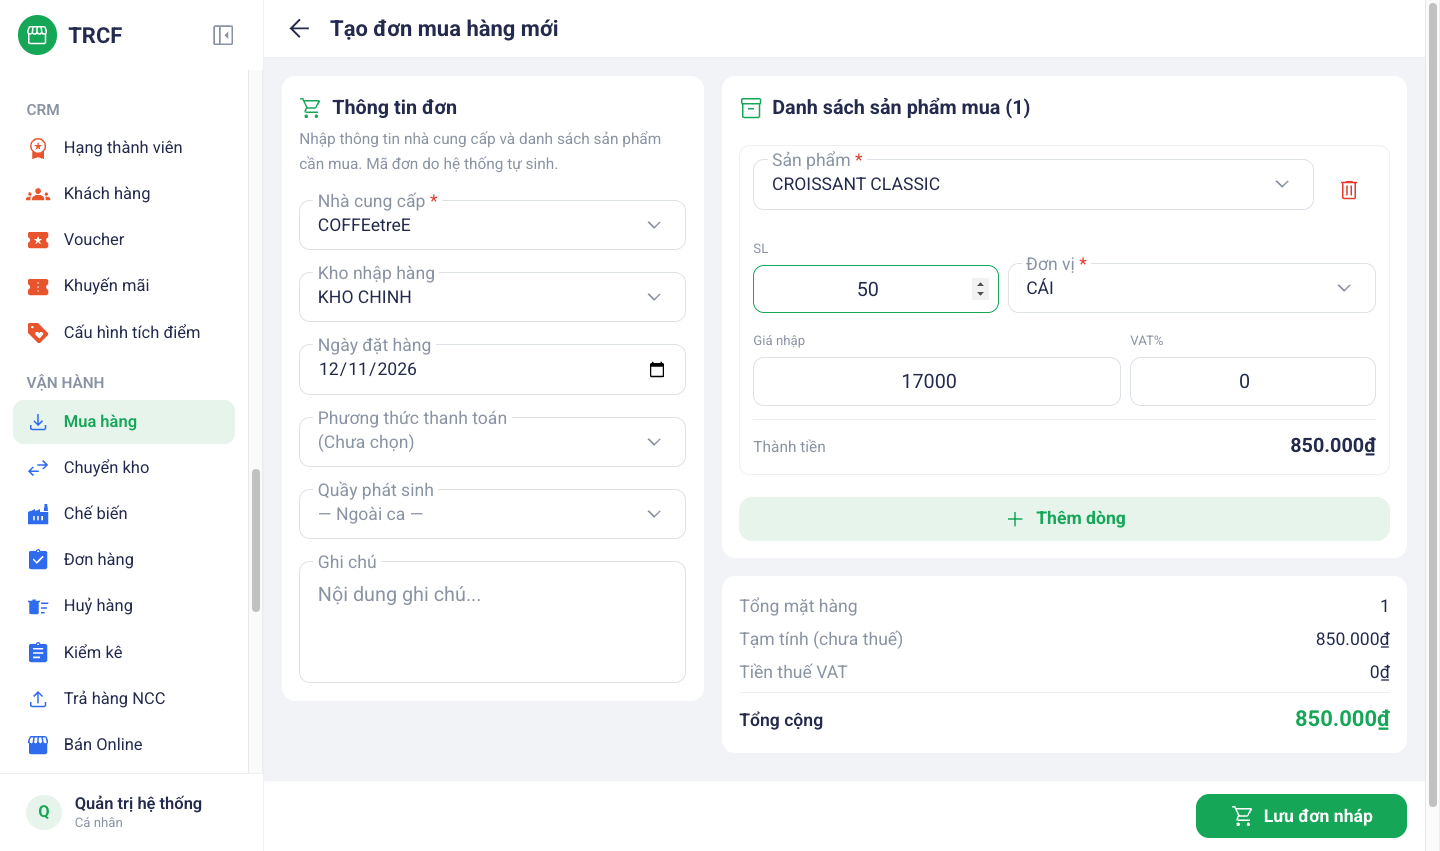 TRCF
CRM
Hạng thành viên
Khách hàng
Voucher
Khuyến mãi
Cấu hình tích điểm
VẬN HÀNH
Mua hàng
Chuyển kho
Chế biến
Đơn hàng
Huỷ hàng
Kiểm kê
Trả hàng NCC
Bán Online
Q
Quản trị hệ thống
Cá nhân
Tạo đơn mua hàng mới
Thông tin đơn
Nhập thông tin nhà cung cấp và danh sách sản phẩm
cần mua. Mã đơn do hệ thống tự sinh.
Nhà cung cấp *
COFFEetreE
Kho nhập hàng
KHO CHINH
Ngày đặt hàng
12/11/2026
Phương thức thanh toán
(Chưa chọn)
Quầy phát sinh
— Ngoài ca —
Ghi chú
Nội dung ghi chú...
Danh sách sản phẩm mua (1)
Sản phẩm *
CROISSANT CLASSIC
SL
50
Đơn vị *
CÁI
Giá nhập
17000
VAT%
0
Thành tiền
850.000₫
Thêm dòng
Tổng mặt hàng
1
Tạm tính (chưa thuế)
850.000₫
Tiền thuế VAT
0₫
Tổng cộng
850.000₫
Lưu đơn nháp